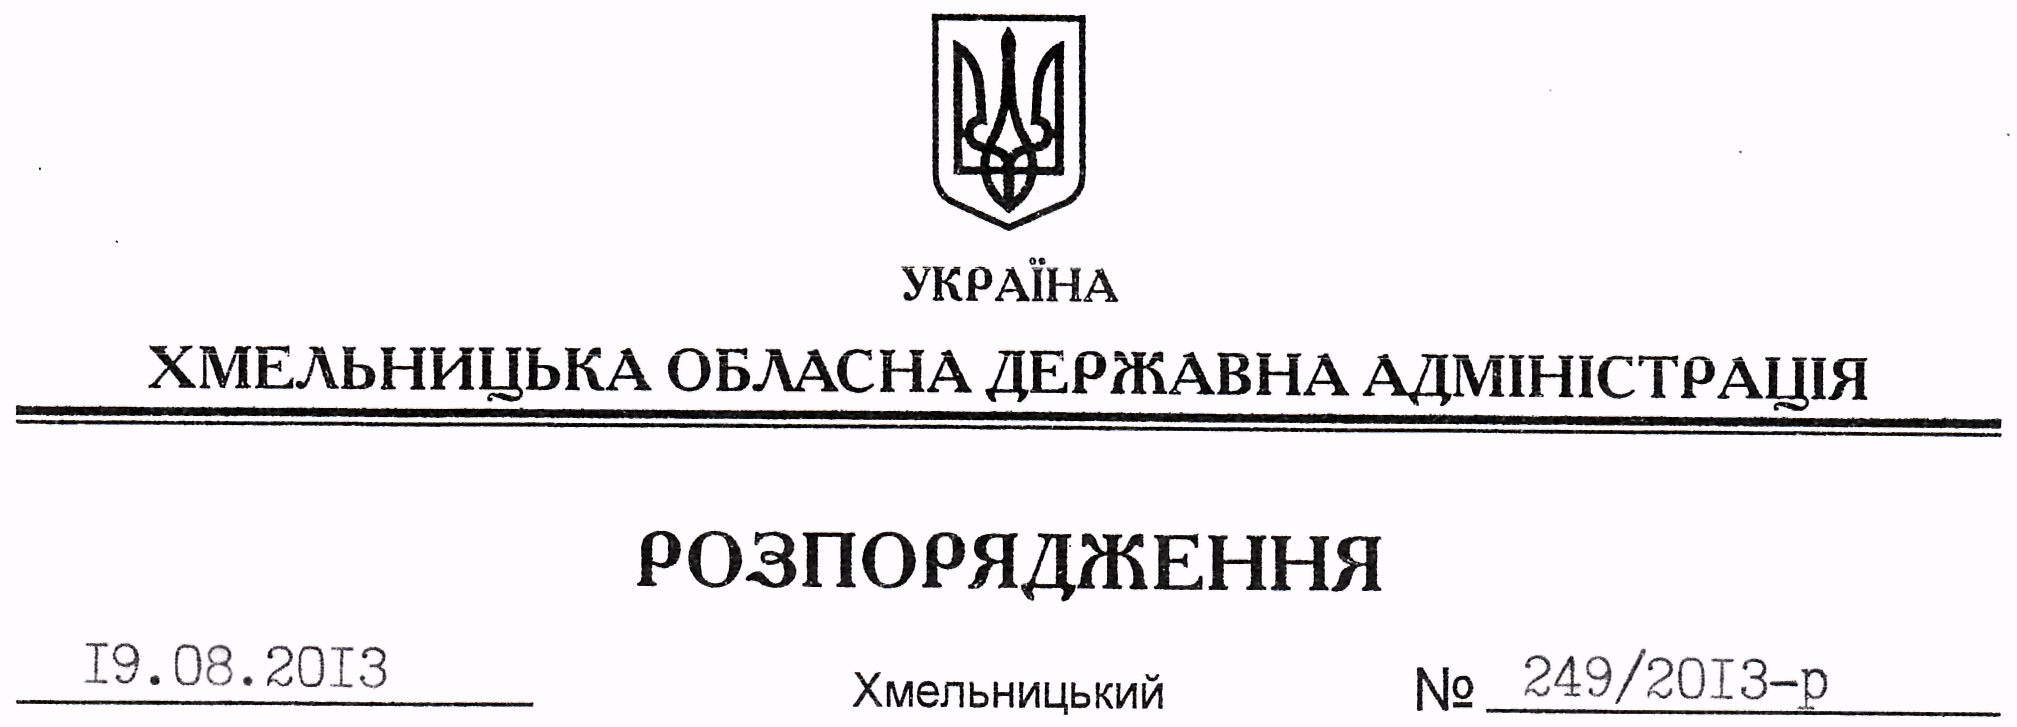 УКРАЇНА
ХМЕЛЬНИЦЬКА ОБЛАСНА ДЕРЖАВНА АДМІНІСТРАЦІЯ
РОЗПОРЯДЖЕННЯ
19.08.2013 Хмельницький № 249/2013-р